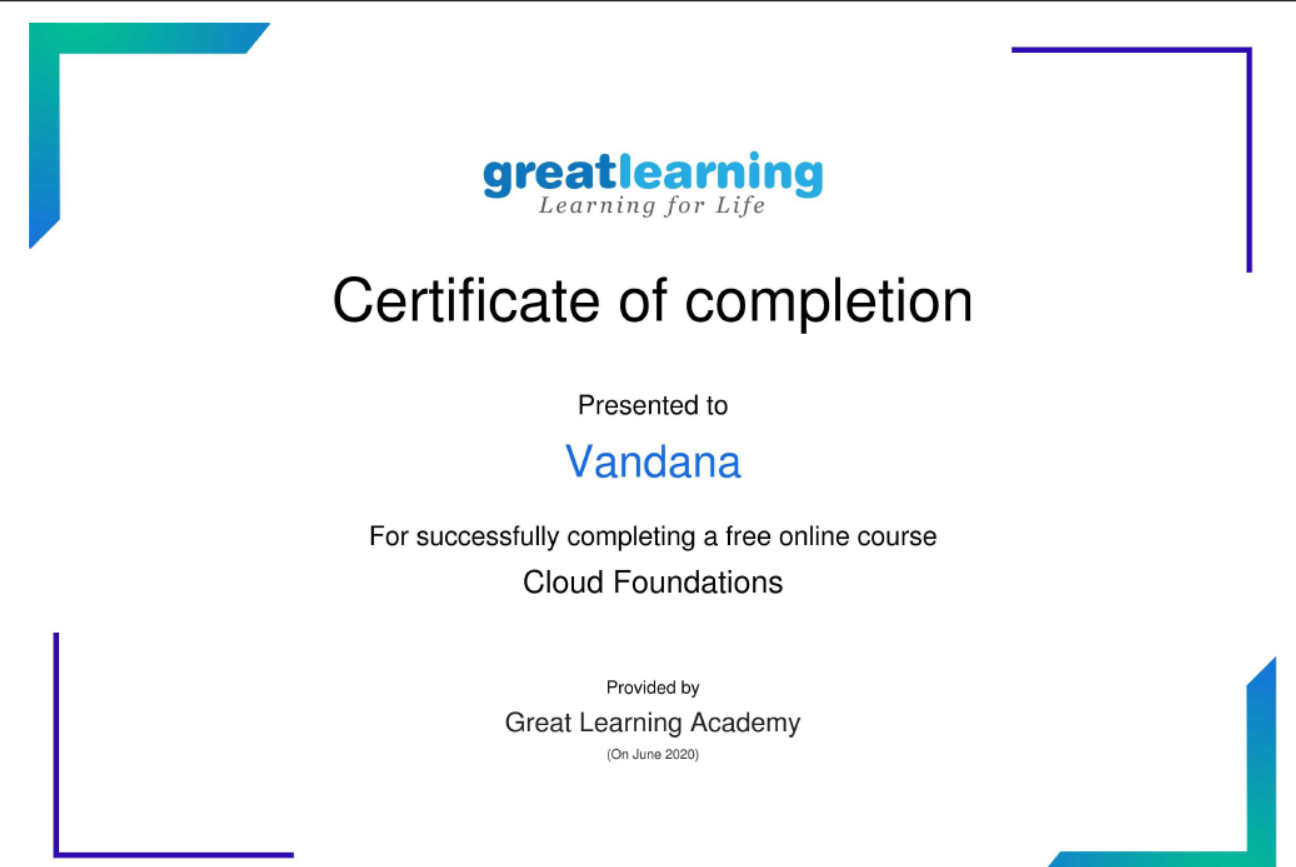 greatlearning
Learning for Life
Certificate of completion
Presented to
Vandana
For successfully completing a free online course
Cloud Foundations
Provided by
Great Learning Academy
(On June 2020)